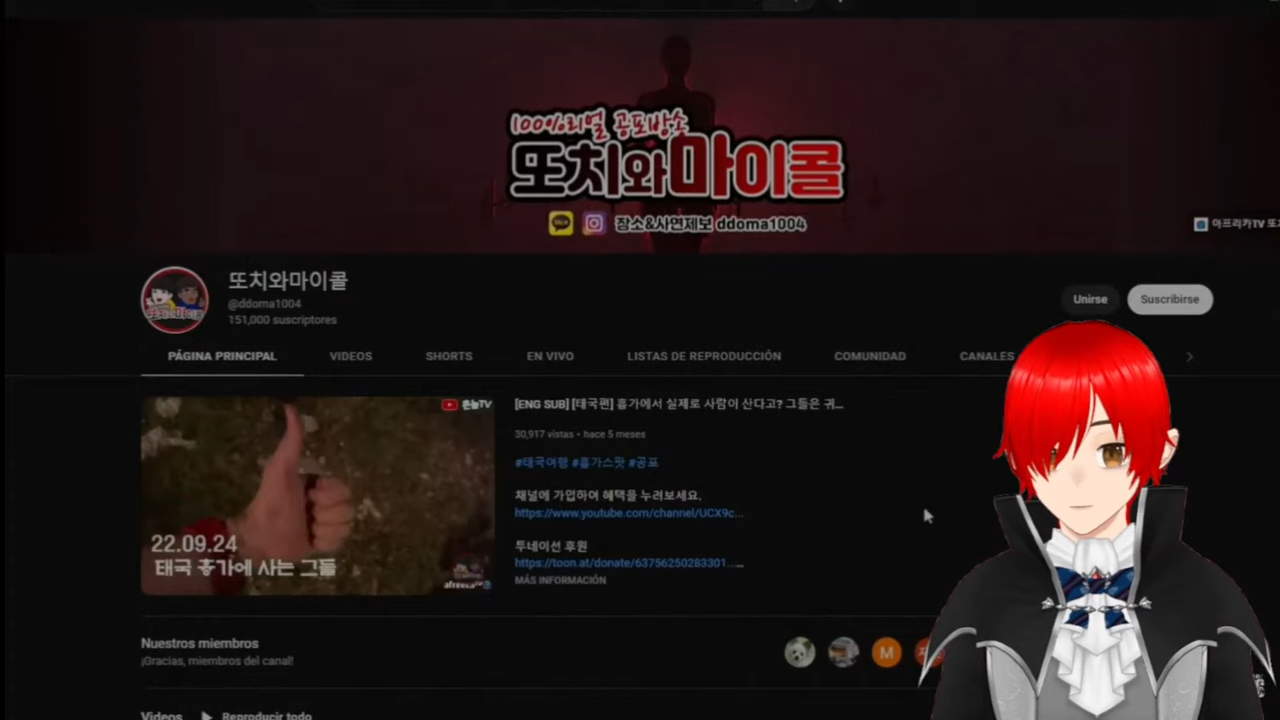 100%리얼 공포방송
또치와마이콜
TALK
장소&사연제보 ddoma1004
아프리카TV
또치와마이콜
@ddoma1004
151,000 suscriptores
Unirse
Suscribirse
PÁGINA PRINCIPAL
VIDEOS
SHORTS
EN VIVO
LISTAS DE REPRODUCCIÓN
COMUNIDAD
CANALES
[ENG SUB] [태국편] 흉가에서 실제로 사람이 산다고? 그들은 귀...
30,917 vistas • hace 5 meses
#태국여행 #흉가스팟 #공포
채널에 가입하여 혜택을 누려보세요.
https://www.youtube.com/channel/UCX9c...
투네이션 후원
https://toon.at/donate/63756250283301.…...
MÁS INFORMACIÓN
22.09.24
태국 흉가에 사는 그들
Nuestros miembros
¡Gracias, miembros del canal!
M
Videos
Reproducir todo